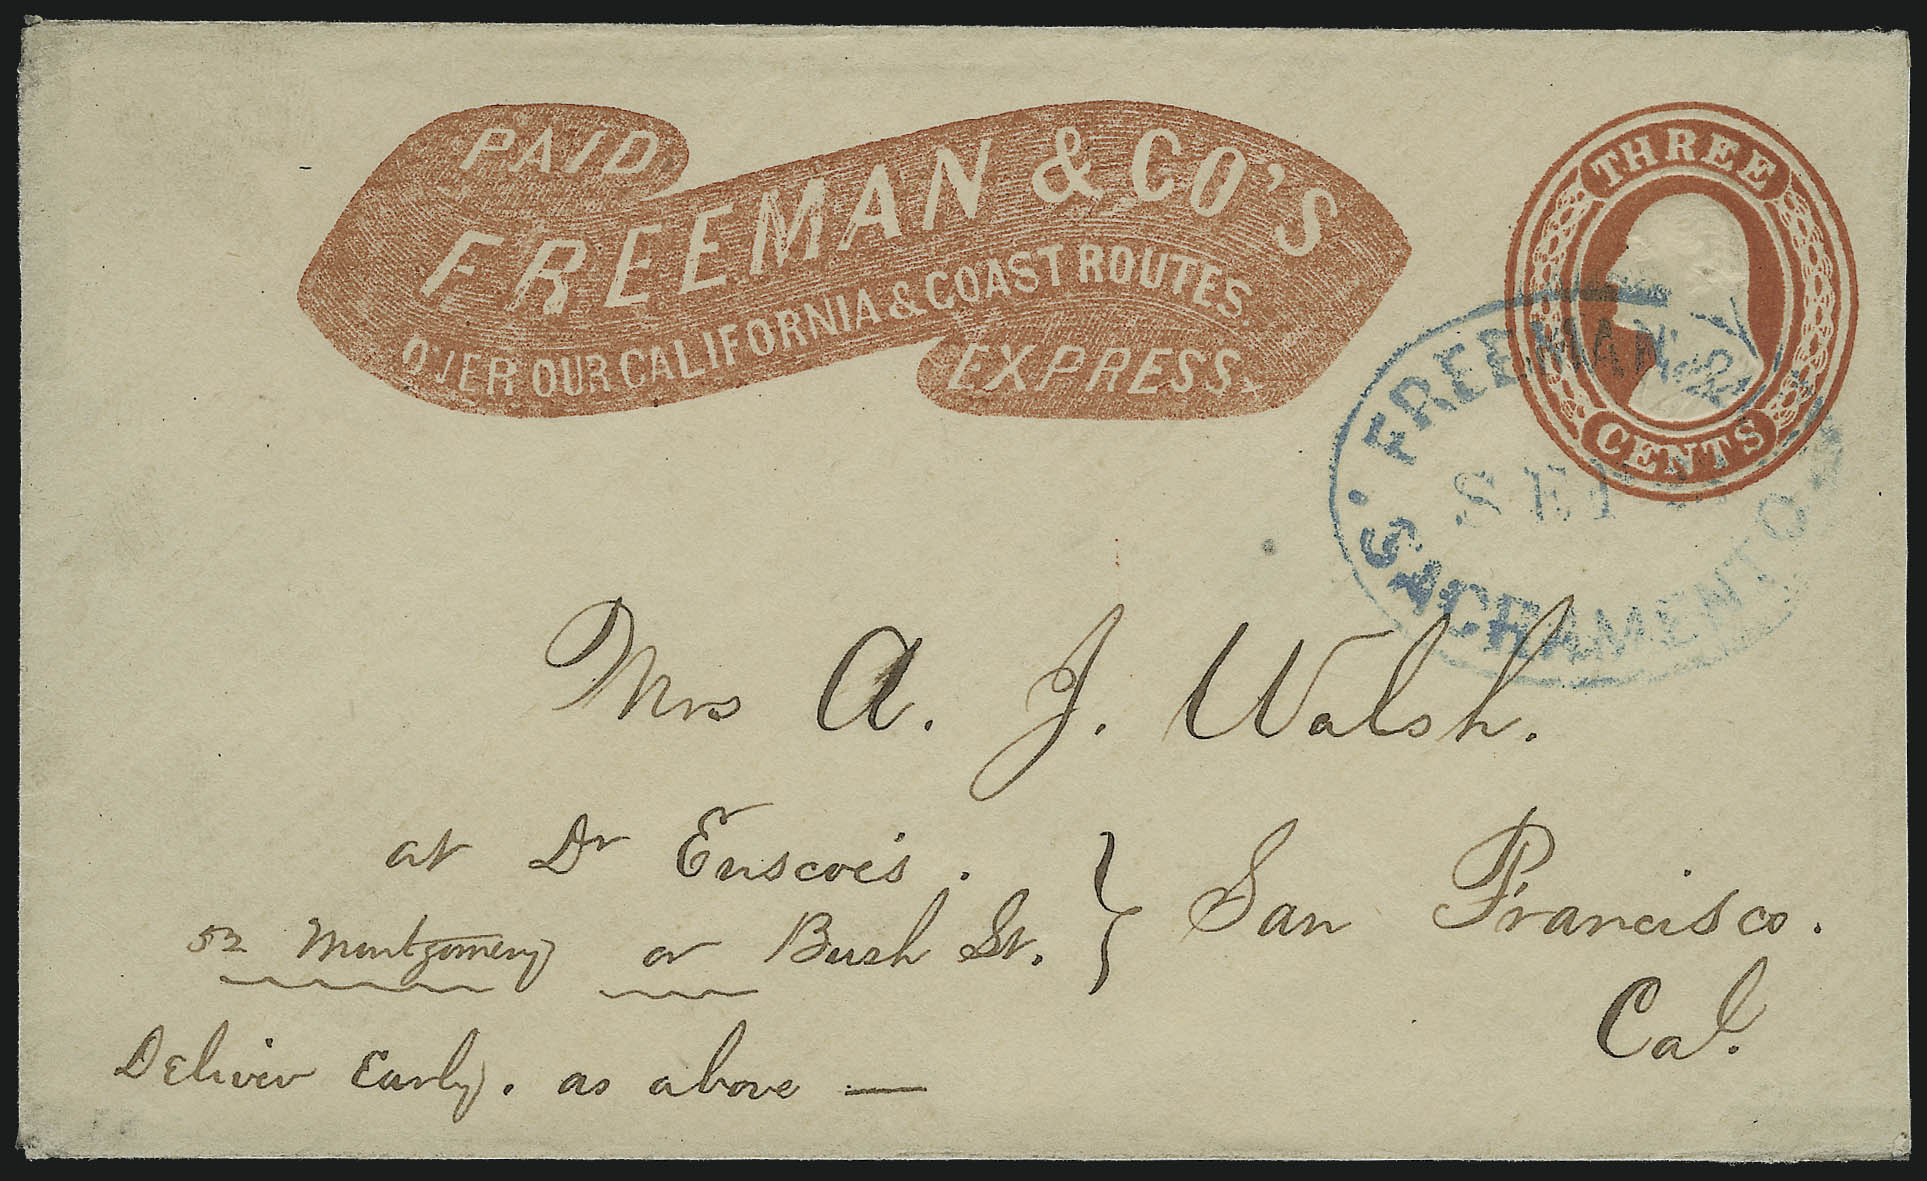 PAID
FREEMAN & CO'S
OVER OUR CALIFORNIA & COAST ROUTES
EXPRESS.
THREE
CENTS
FREEMAN & CO
SEP
SACRAMENTO
Mrs A. J. Walsh.
at Dr
52 Montgomery or Bush St. } San Francisco.
Cal.
Deliver Early. as above —